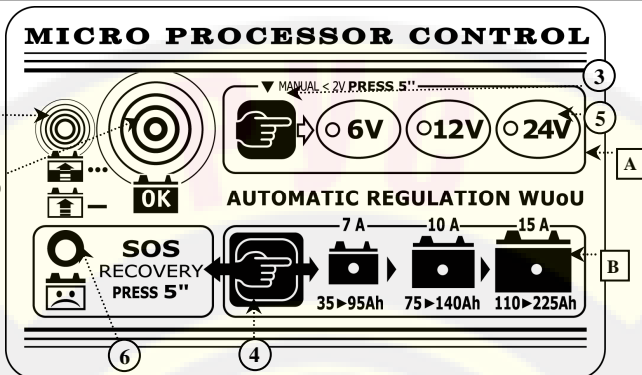 MICRO PROCESSOR CONTROL
▼ MANUAL < 2V PRESS 5"
3
6V
12V
24V
5
A
OK
AUTOMATIC REGULATION WUoU
SOS
RECOVERY
PRESS 5"
7 A
10 A
15 A
B
35►95Ah
75►140Ah
110►225Ah
6
4